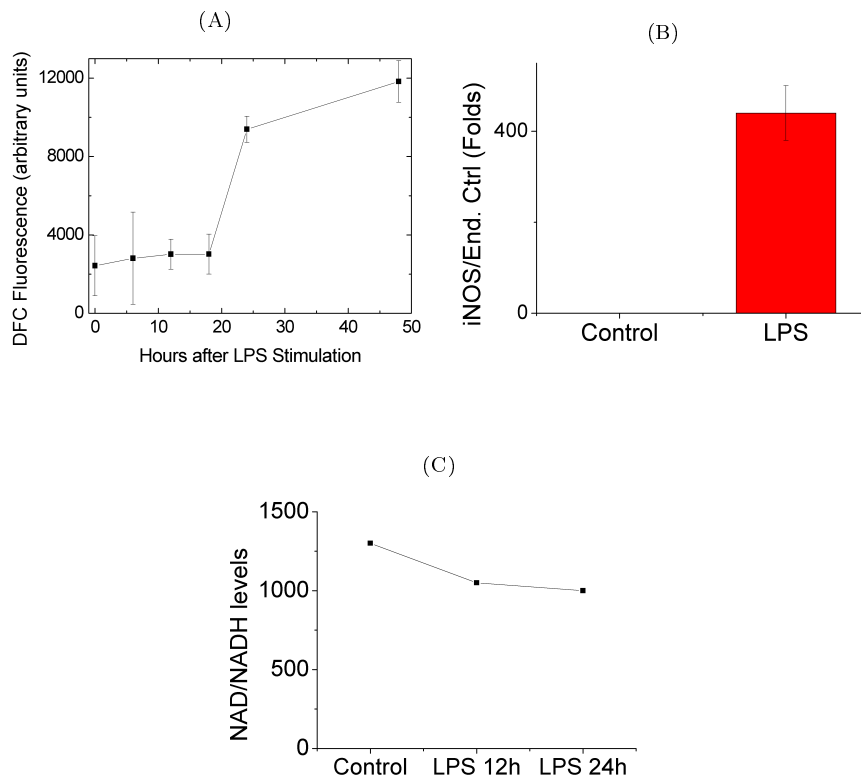 (A)
DFC Fluorescence (arbitrary units)
12000
8000
4000
0
0 10 20 30 40 50
Hours after LPS Stimulation
(B)
iNOS/End. Ctrl (Folds)
400
0
Control LPS
(C)
NAD/NADH levels
1500
1000
500
0
Control LPS 12h LPS 24h